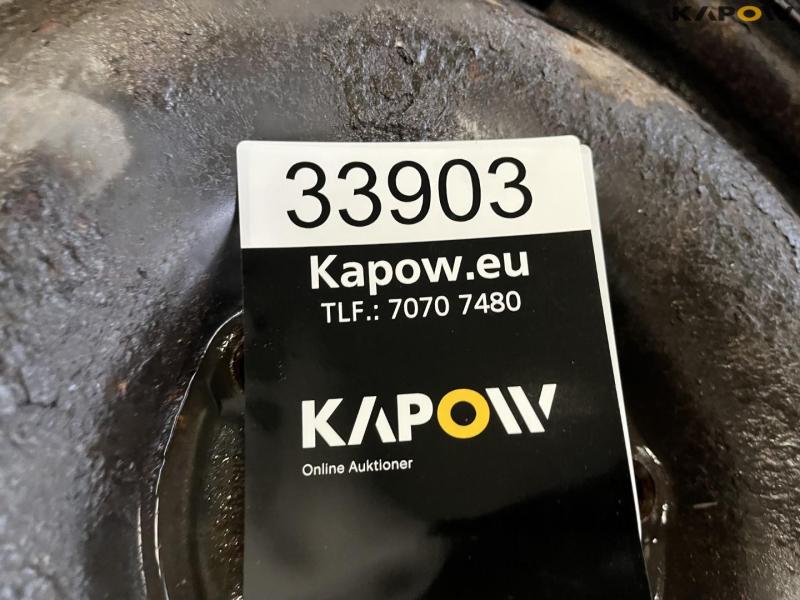 KAPOW
33903
Kapow.eu
TLF.: 7070 7480
KAPOW
Online Auktioner